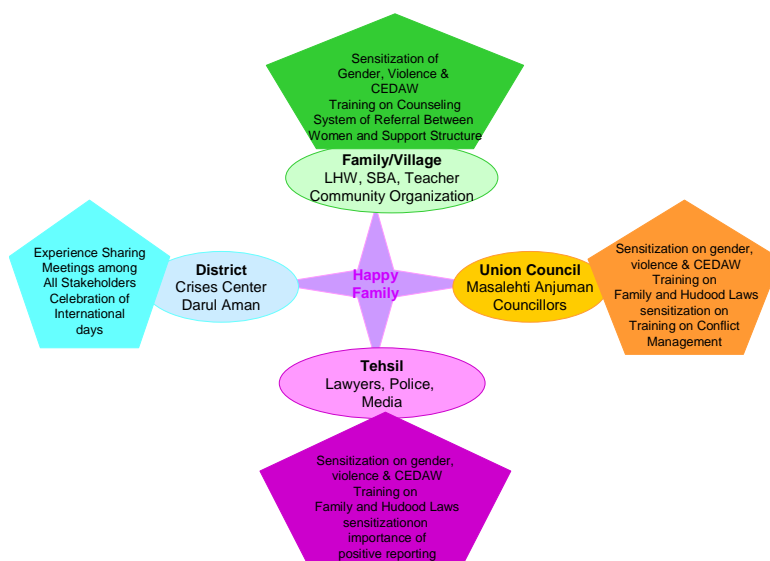 Sensitization of
Gender, Violence &
CEDAW
Training on Counseling
System of Referral Between
Women and Support Structure
Family/Village
LHW, SBA, Teacher
Community Organization
Experience Sharing
Meetings among
All Stakeholders
Celebration of
International
days
District
Crises Center
Darul Aman
Happy
Family
Union Council
Masalehti Anjuman
Councillors
Sensitization on gender,
violence & CEDAW
Training on
Family and Hudood Laws
sensitization on
Training on Conflict
Management
Tehsil
Lawyers, Police,
Media
Sensitization on gender,
violence & CEDAW
Training on
Family and Hudood Laws
sensitizationon
importance of
positive reporting